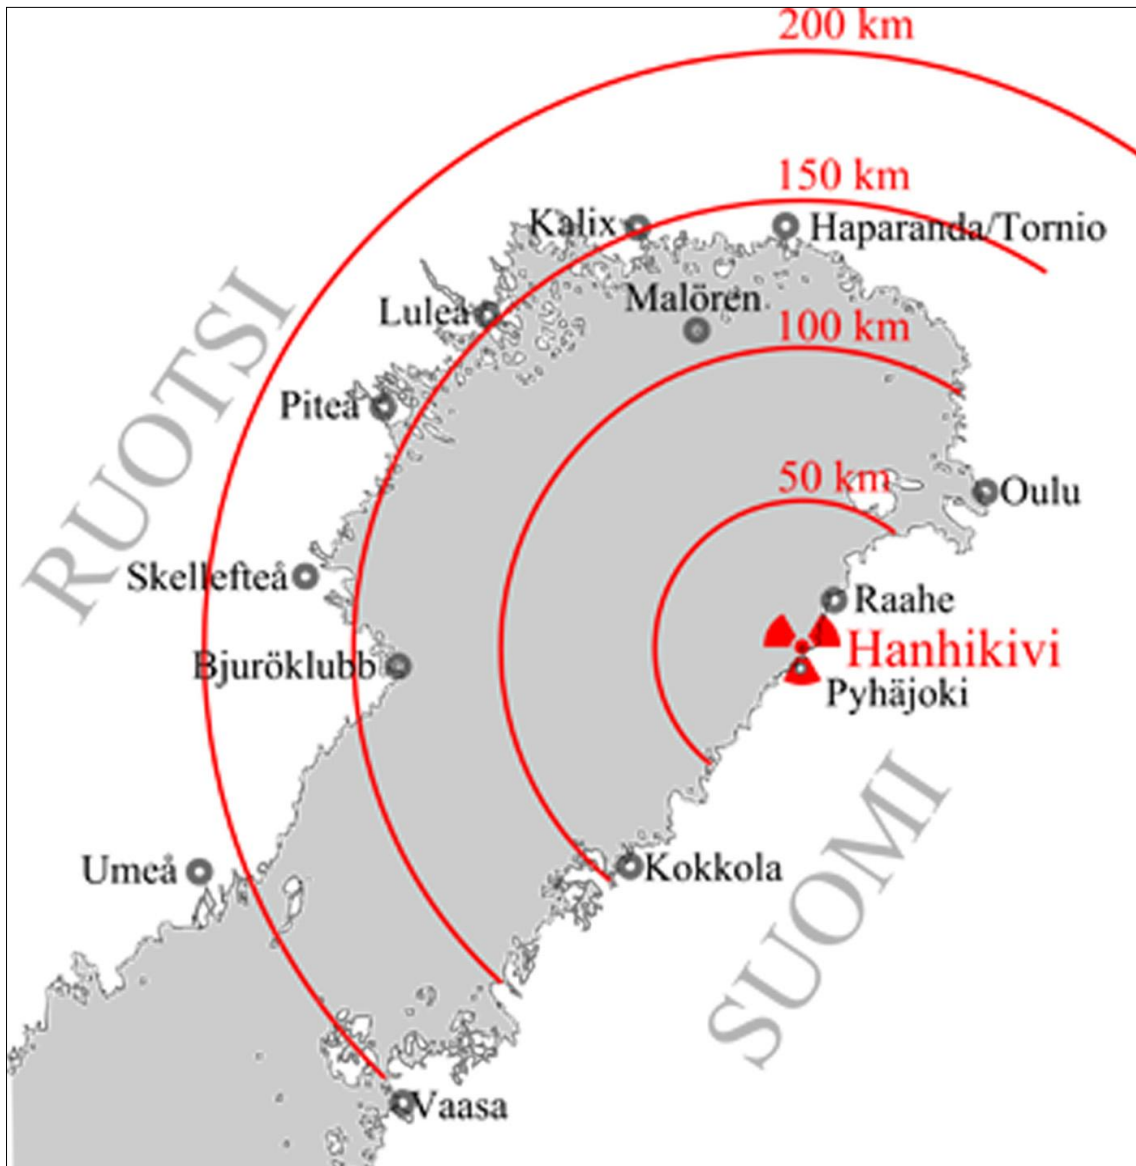 200 km
150 km
Kalix
Haparanda/Tornio
Malören
Luleå
100 km
Piteå
RUOTSI
50 km
Oulu
Skellefteå
Raahe
Hanhikivi
Bjuröklubb
Pyhäjoki
Umeå
Kokkola
SUOMI
Vaasa